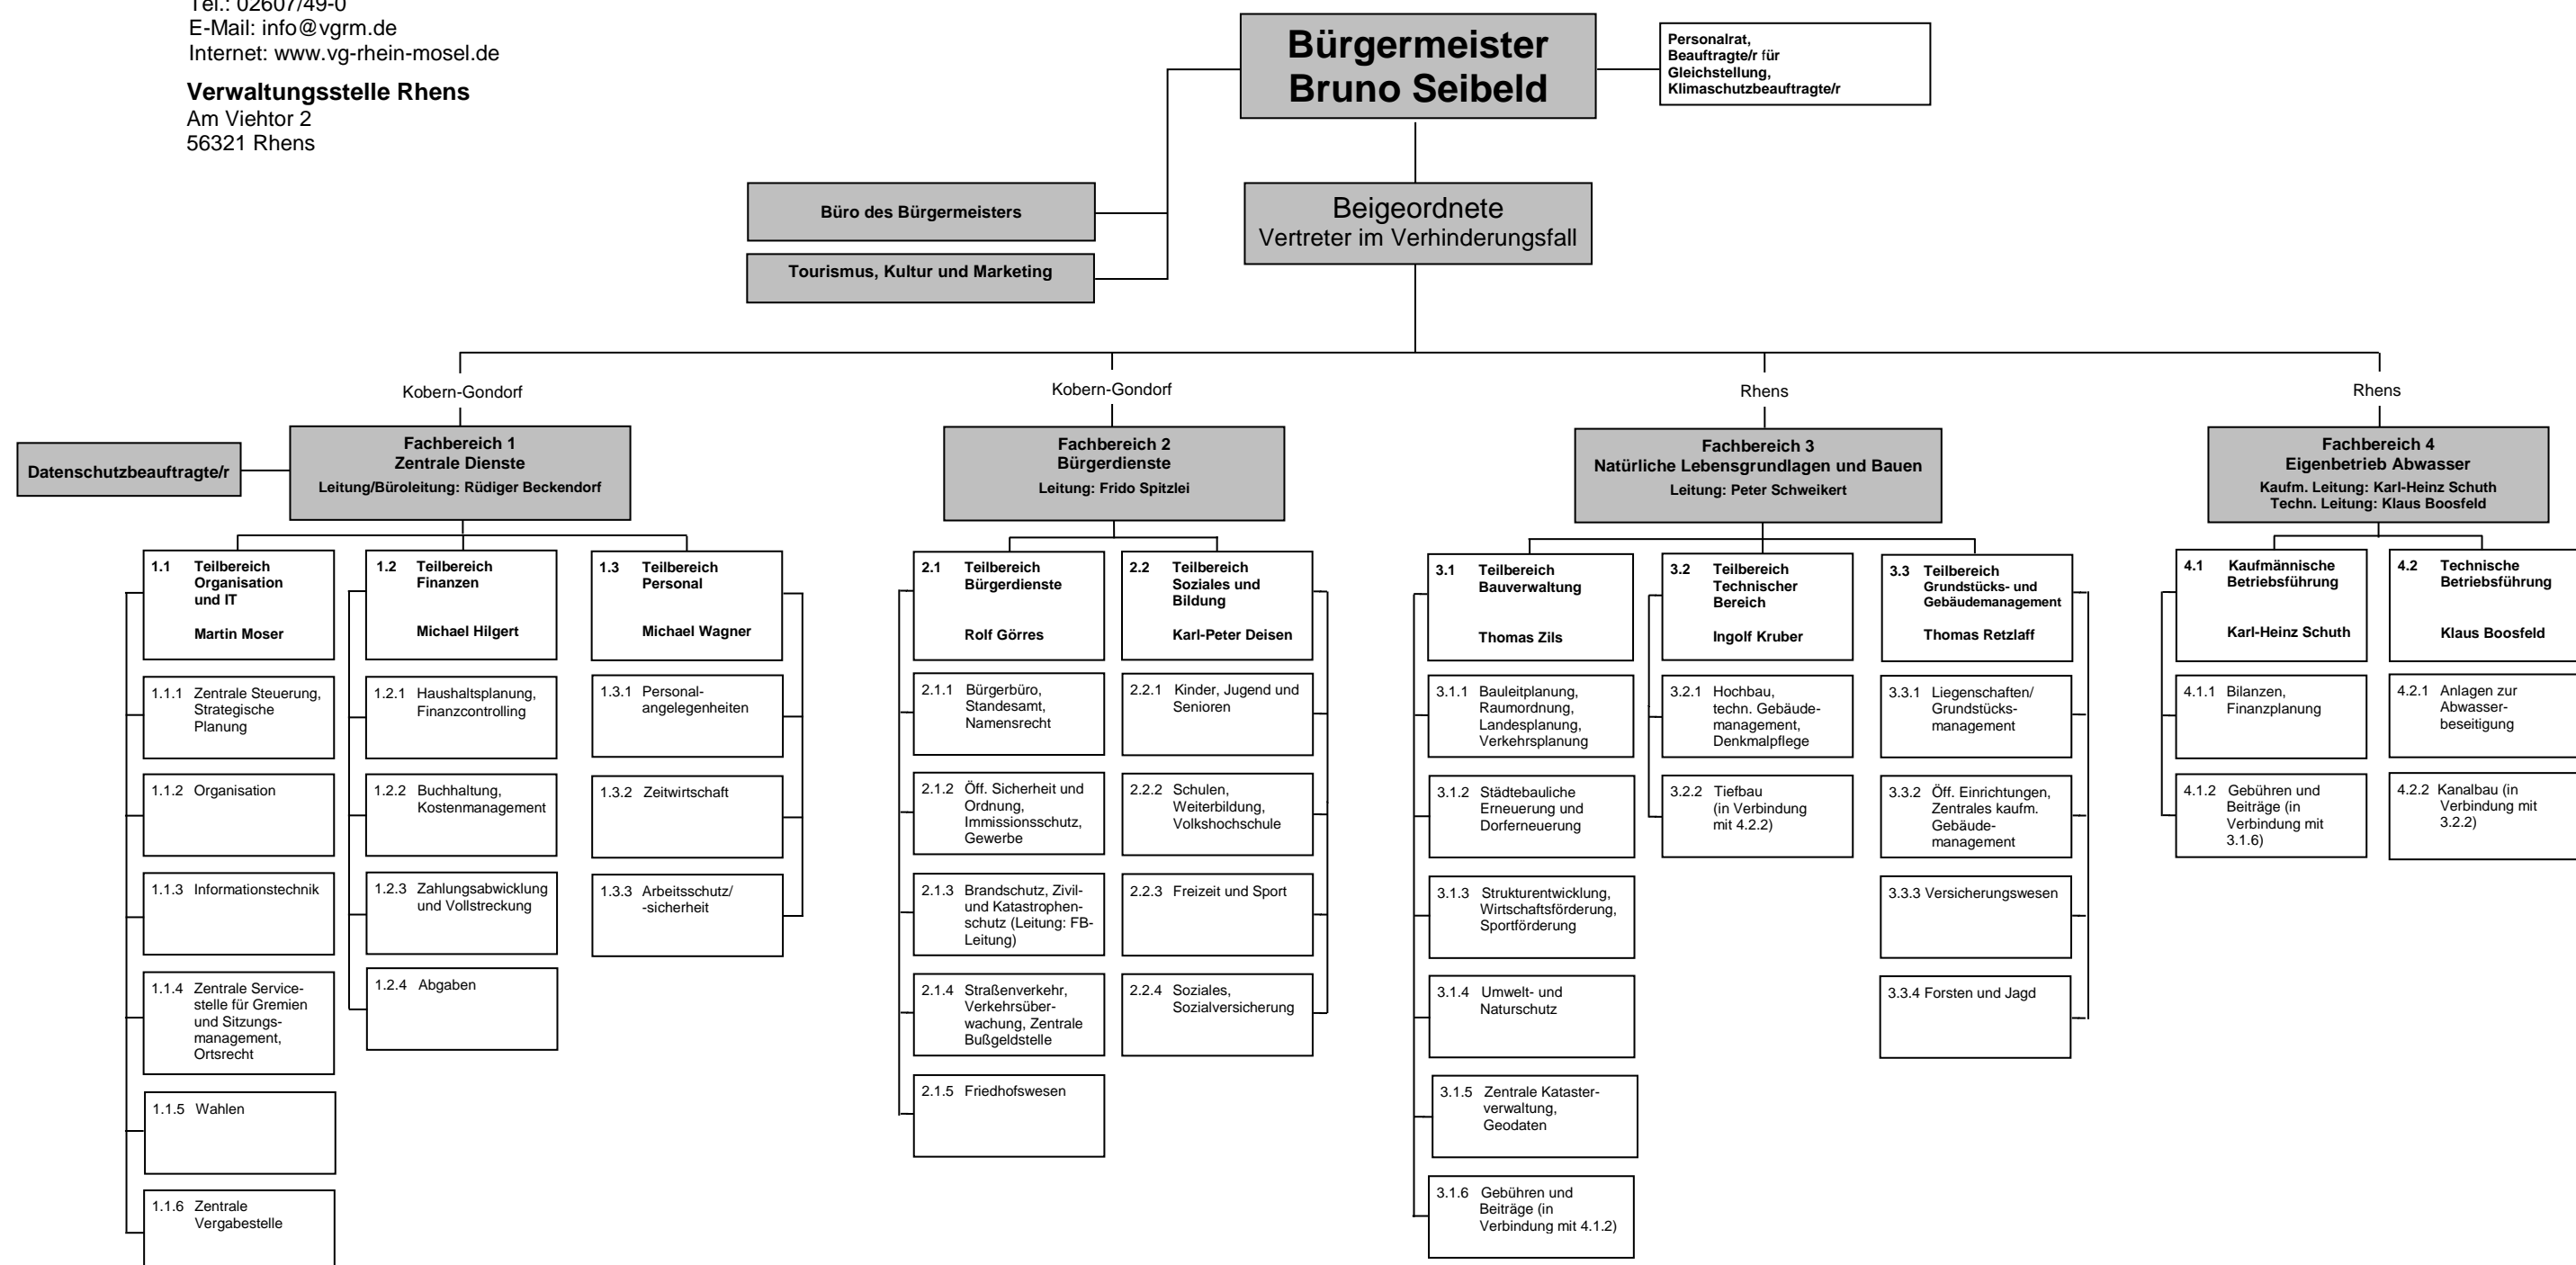 Tel.: 02607/49-0
E-Mail: info@vgrm.de
Internet: www.vg-rhein-mosel.de
Verwaltungsstelle Rhens
Am Viehtor 2
56321 Rhens
Bürgermeister
Bruno Seibeld
Personalrat,
Beauftragte/r für
Gleichstellung,
Klimaschutzbeauftragte/r
Büro des Bürgermeisters
Beigeordnete
Vertreter im Verhinderungsfall
Tourismus, Kultur und Marketing
Kobern-Gondorf
Kobern-Gondorf
Rhens
Rhens
Datenschutzbeauftragte/r
Fachbereich 1
Zentrale Dienste
Leitung/Büroleitung: Rüdiger Beckendorf
Fachbereich 2
Bürgerdienste
Leitung: Frido Spitzlei
Fachbereich 3
Natürliche Lebensgrundlagen und Bauen
Leitung: Peter Schweikert
Fachbereich 4
Eigenbetrieb Abwasser
Kaufm. Leitung: Karl-Heinz Schuth
Techn. Leitung: Klaus Boosfeld
1.1 Teilbereich
Organisation
und IT
Martin Moser
1.1.1 Zentrale Steuerung,
Strategische
Planung
1.1.2 Organisation
1.1.3 Informationstechnik
1.1.4 Zentrale Service-
stelle für Gremien
und Sitzungs-
management,
Ortsrecht
1.1.5 Wahlen
1.1.6 Zentrale
Vergabestelle
1.2 Teilbereich
Finanzen
Michael Hilgert
1.2.1 Haushaltsplanung,
Finanzcontrolling
1.2.2 Buchhaltung,
Kostenmanagement
1.2.3 Zahlungsabwicklung
und Vollstreckung
1.2.4 Abgaben
1.3 Teilbereich
Personal
Michael Wagner
1.3.1 Personal-
angelegenheiten
1.3.2 Zeitwirtschaft
1.3.3 Arbeitsschutz/
-sicherheit
2.1 Teilbereich
Bürgerdienste
Rolf Görres
2.1.1 Bürgerbüro,
Standesamt,
Namensrecht
2.1.2 Öff. Sicherheit und
Ordnung,
Immissionsschutz,
Gewerbe
2.1.3 Brandschutz, Zivil-
und Katastrophen-
schutz (Leitung: FB-
Leitung)
2.1.4 Straßenverkehr,
Verkehrsüber-
wachung, Zentrale
Bußgeldstelle
2.1.5 Friedhofswesen
2.2 Teilbereich
Soziales und
Bildung
Karl-Peter Deisen
2.2.1 Kinder, Jugend und
Senioren
2.2.2 Schulen,
Weiterbildung,
Volkshochschule
2.2.3 Freizeit und Sport
2.2.4 Soziales,
Sozialversicherung
3.1 Teilbereich
Bauverwaltung
Thomas Zils
3.1.1 Bauleitplanung,
Raumordnung,
Landesplanung,
Verkehrsplanung
3.1.2 Städtebauliche
Erneuerung und
Dorferneuerung
3.1.3 Strukturentwicklung,
Wirtschaftsförderung,
Sportförderung
3.1.4 Umwelt- und
Naturschutz
3.1.5 Zentrale Kataster-
verwaltung,
Geodaten
3.1.6 Gebühren und
Beiträge (in
Verbindung mit 4.1.2)
3.2 Teilbereich
Technischer
Bereich
Ingolf Kruber
3.2.1 Hochbau,
techn. Gebäude-
management,
Denkmalpflege
3.2.2 Tiefbau
(in Verbindung
mit 4.2.2)
3.3 Teilbereich
Grundstücks- und
Gebäudemanagement
Thomas Retzlaff
3.3.1 Liegenschaften/
Grundstücks-
management
3.3.2 Öff. Einrichtungen,
Zentrales kaufm.
Gebäude-
management
3.3.3 Versicherungswesen
3.3.4 Forsten und Jagd
4.1 Kaufmännische
Betriebsführung
Karl-Heinz Schuth
4.1.1 Bilanzen,
Finanzplanung
4.1.2 Gebühren und
Beiträge (in
Verbindung mit
3.1.6)
4.2 Technische
Betriebsführung
Klaus Boosfeld
4.2.1 Anlagen zur
Abwasser-
beseitigung
4.2.2 Kanalbau (in
Verbindung mit
3.2.2)